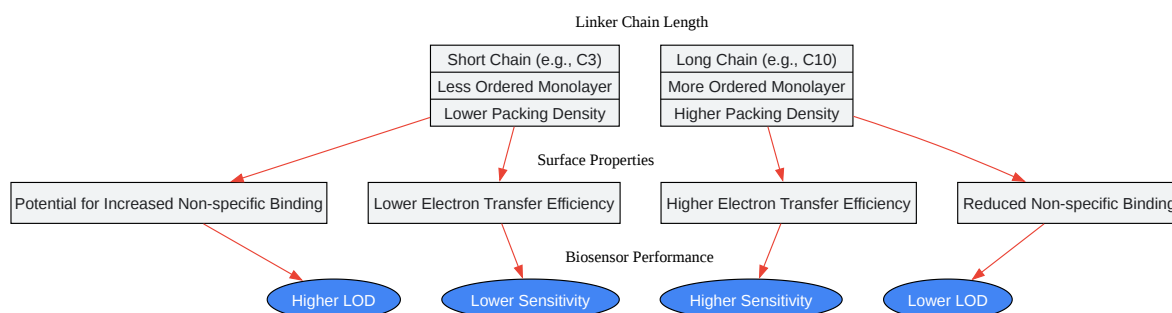 Linker Chain Length
Short Chain (e.g., C3)
Less Ordered Monolayer
Lower Packing Density
Long Chain (e.g., C10)
More Ordered Monolayer
Higher Packing Density
Surface Properties
Potential for Increased Non-specific Binding
Lower Electron Transfer Efficiency
Higher Electron Transfer Efficiency
Reduced Non-specific Binding
Biosensor Performance
Higher LOD
Lower Sensitivity
Higher Sensitivity
Lower LOD